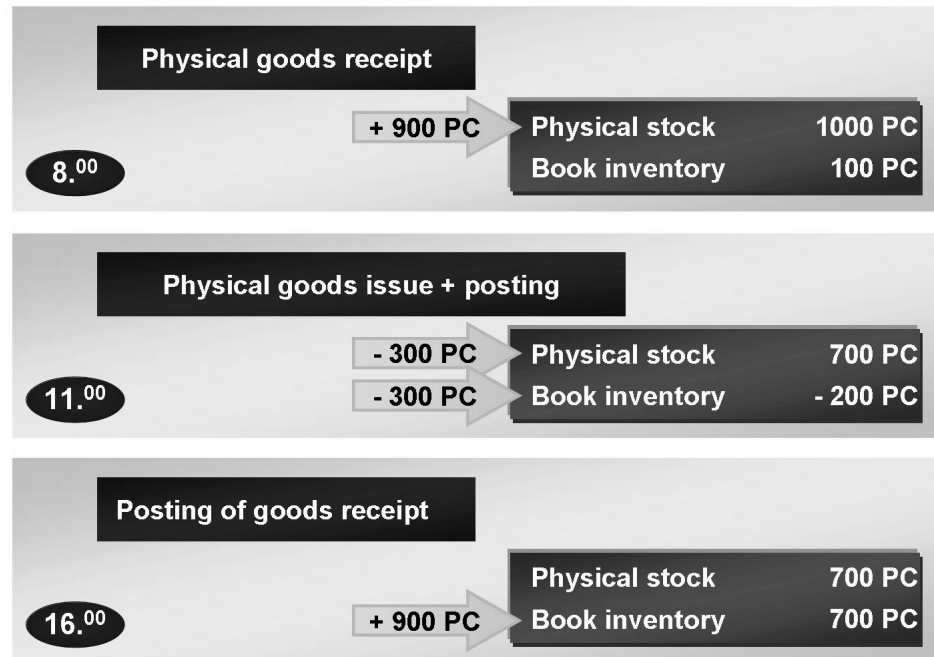 Physical goods receipt
+ 900 PC
Physical stock 1000 PC
8.00
Book inventory 100 PC
Physical goods issue + posting
- 300 PC
Physical stock 700 PC
11.00
- 300 PC
Book inventory - 200 PC
Posting of goods receipt
Physical stock 700 PC
16.00
+ 900 PC
Book inventory 700 PC